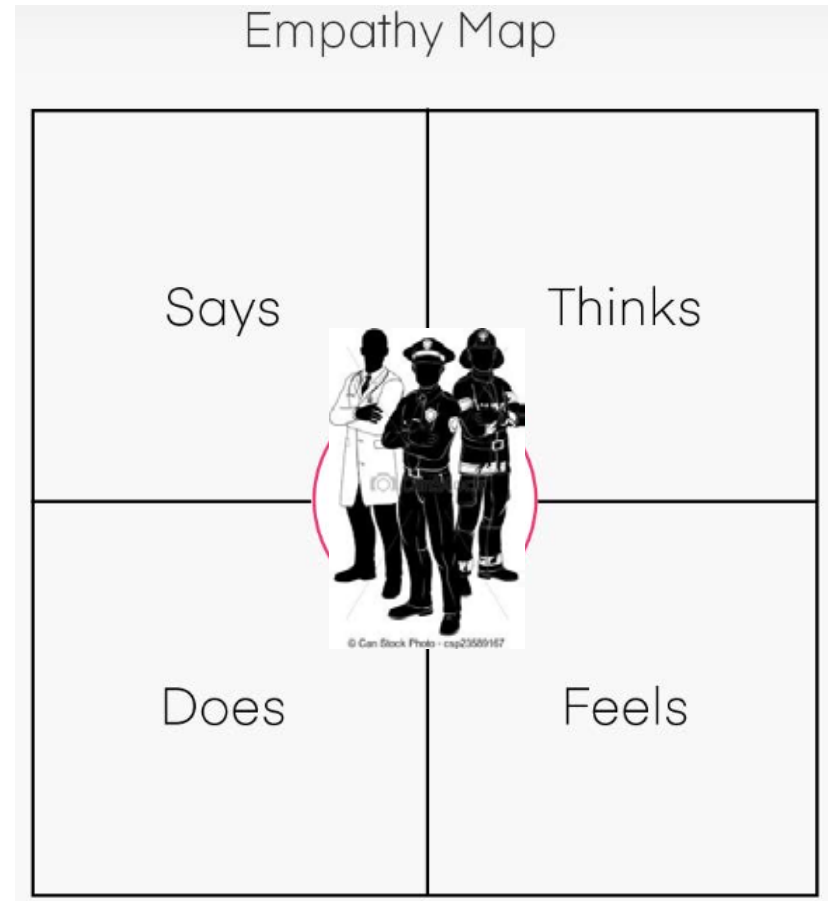 Empathy Map
Says
Thinks
© Can Stock Photo - csp23589167
Does
Feels